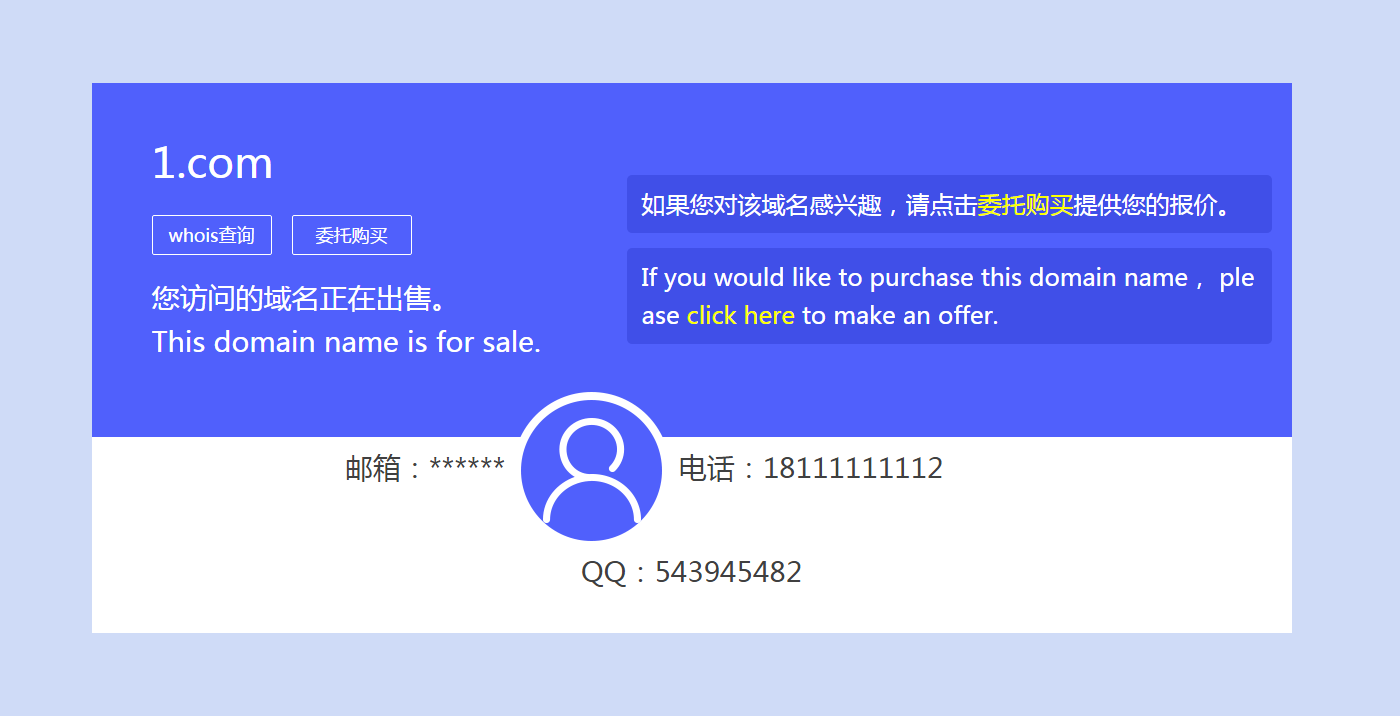 1.com
whois查询 委托购买
您访问的域名正在出售。
This domain name is for sale.
如果您对该域名感兴趣，请点击委托购买提供您的报价。
If you would like to purchase this domain name， ple
ase click here to make an offer.
邮箱：****** 电话：18111111112
QQ：543945482